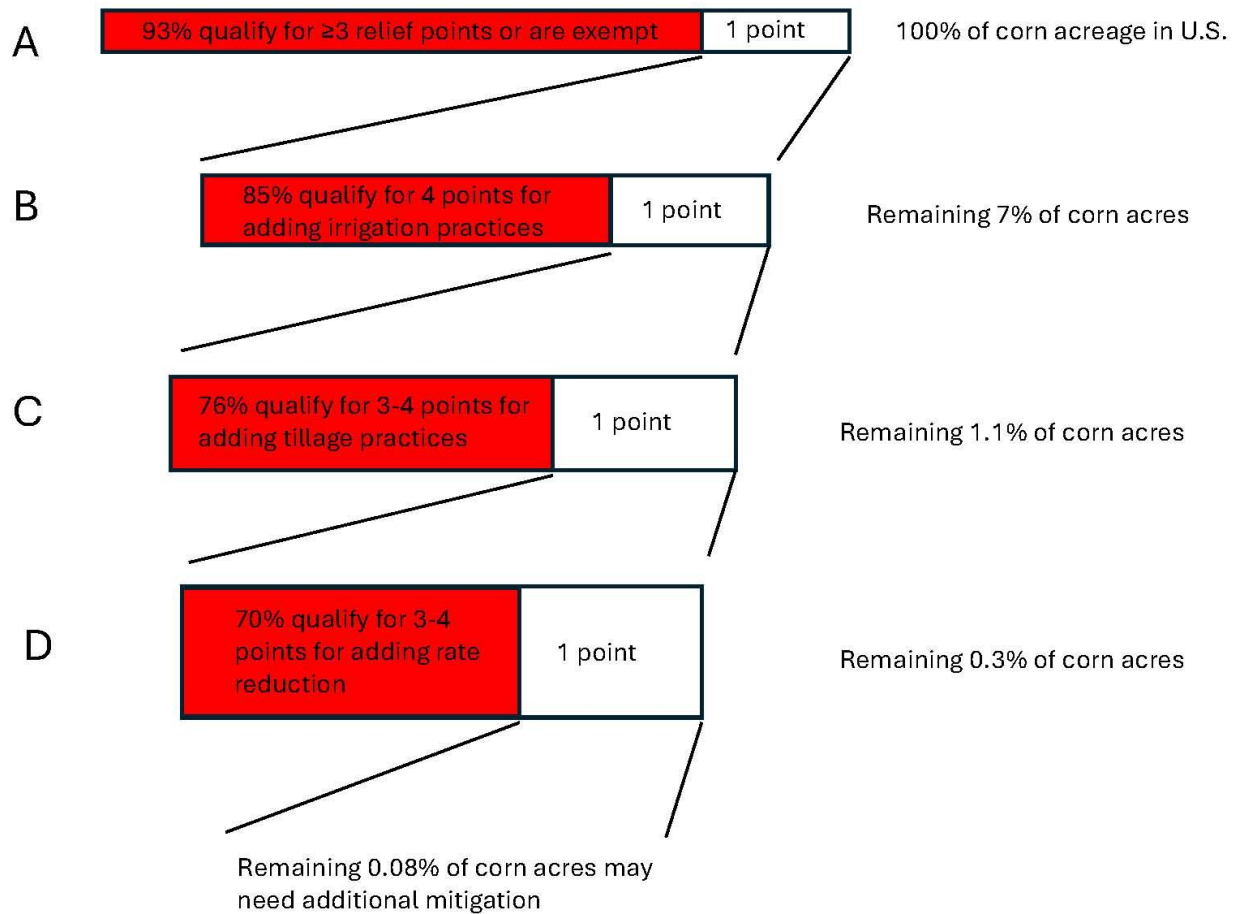 A
93% qualify for ≥3 relief points or are exempt
1 point
100% of corn acreage in U.S.
B
85% qualify for 4 points for
adding irrigation practices
1 point
Remaining 7% of corn acres
C
76% qualify for 3-4 points for
adding tillage practices
1 point
Remaining 1.1% of corn acres
D
70% qualify for 3-4
points for adding rate
reduction
1 point
Remaining 0.3% of corn acres
Remaining 0.08% of corn acres may
need additional mitigation